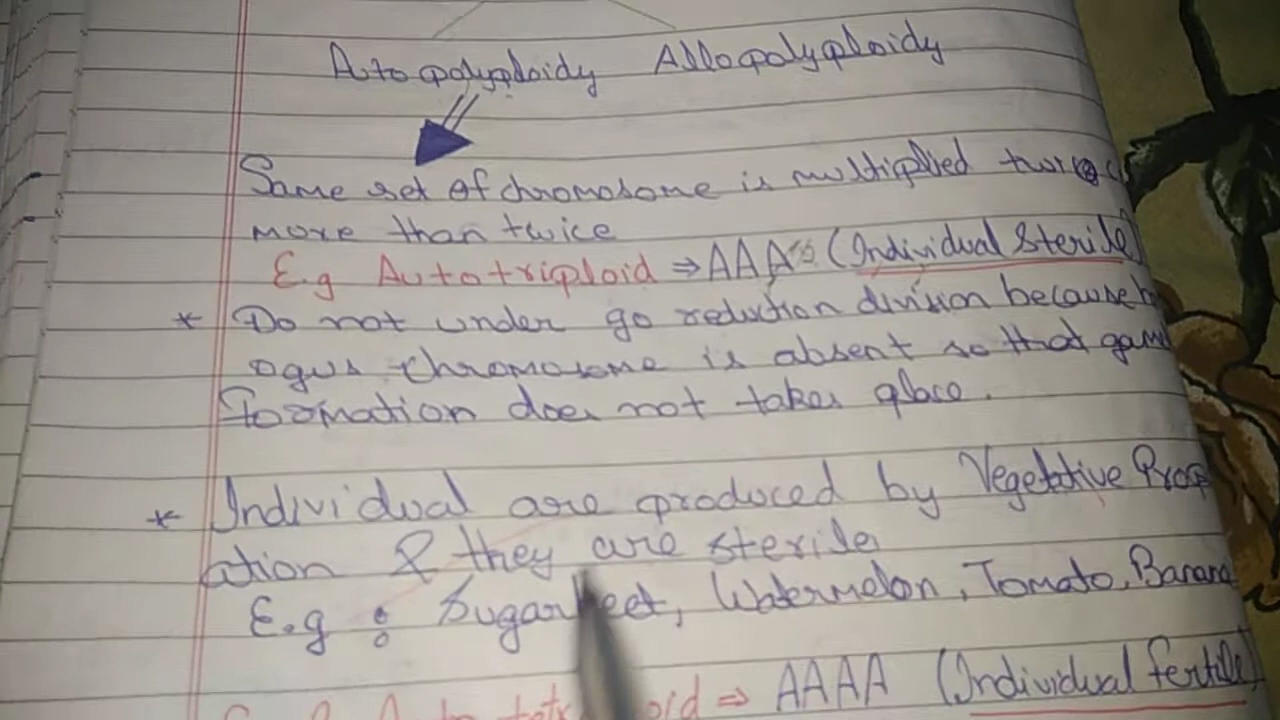 Autopolyploidy Allopolyploidy
Same set of chromosome is multiplied
more than twice
E.g Autotriploid ⇒ AAA (Individual Sterile)
* Do not under go reduction division because
ogus chromosome is absent so that
formation does not takes place.
* Individual are produced by Vegetative Prop
ation & they are sterile
E.g : Sugarbeet, Watermelon, Tomato, Banana
⇒ AAAA (Individual fertile)